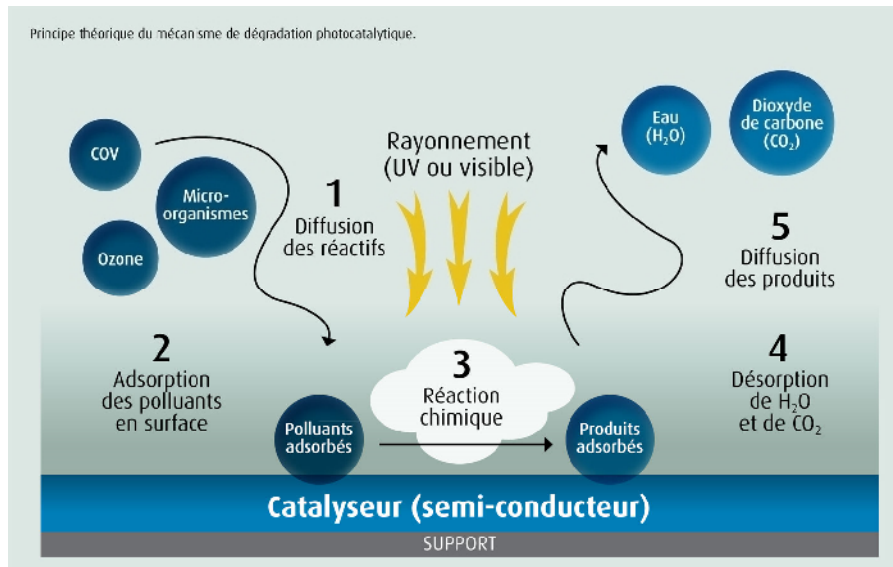 Principe théorique du mécanisme de dégradation photocatalytique.
COV
Micro-
organismes
Ozone
1
Diffusion
des réactifs
Rayonnement
(UV ou visible)
Eau
(H₂O)
Dioxyde
de carbone
(CO₂)
5
Diffusion
des produits
2
Adsorption
des polluants
en surface
3
Réaction
chimique
4
Désorption
de H₂O
et de CO₂
Polluants
adsorbés
Produits
adsorbés
Catalyseur (semi-conducteur)
SUPPORT